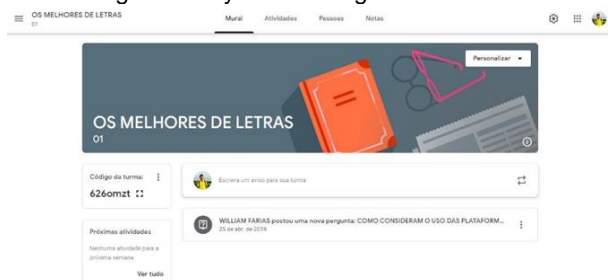 OS MELHORES DE LETRAS
01
Mural Atividades Pessoas Notas
Personalizar
OS MELHORES DE LETRAS
01
Código da turma:
626omzt
Escreva um aviso para sua turma
WILLIAM FARIAS postou uma nova pergunta: COMO CONSIDERAM O USO DAS PLATAFORM...
25 de abr. de 2019
Próximas atividades
Nenhuma atividade para a
próxima semana
Ver tudo